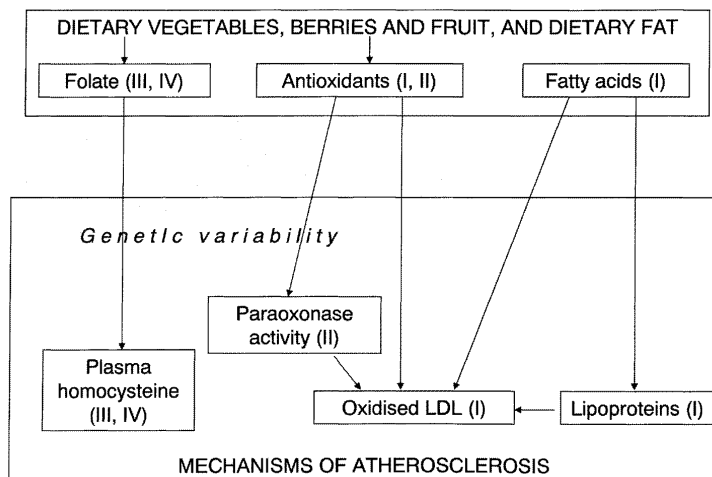 DIETARY VEGETABLES, BERRIES AND FRUIT, AND DIETARY FAT
Folate (III, IV)
Antioxidants (I, II)
Fatty acids (I)
Genetic variability
Paraoxonase
activity (II)
Plasma
homocysteine
(III, IV)
Oxidised LDL (I)
Lipoproteins (I)
MECHANISMS OF ATHEROSCLEROSIS